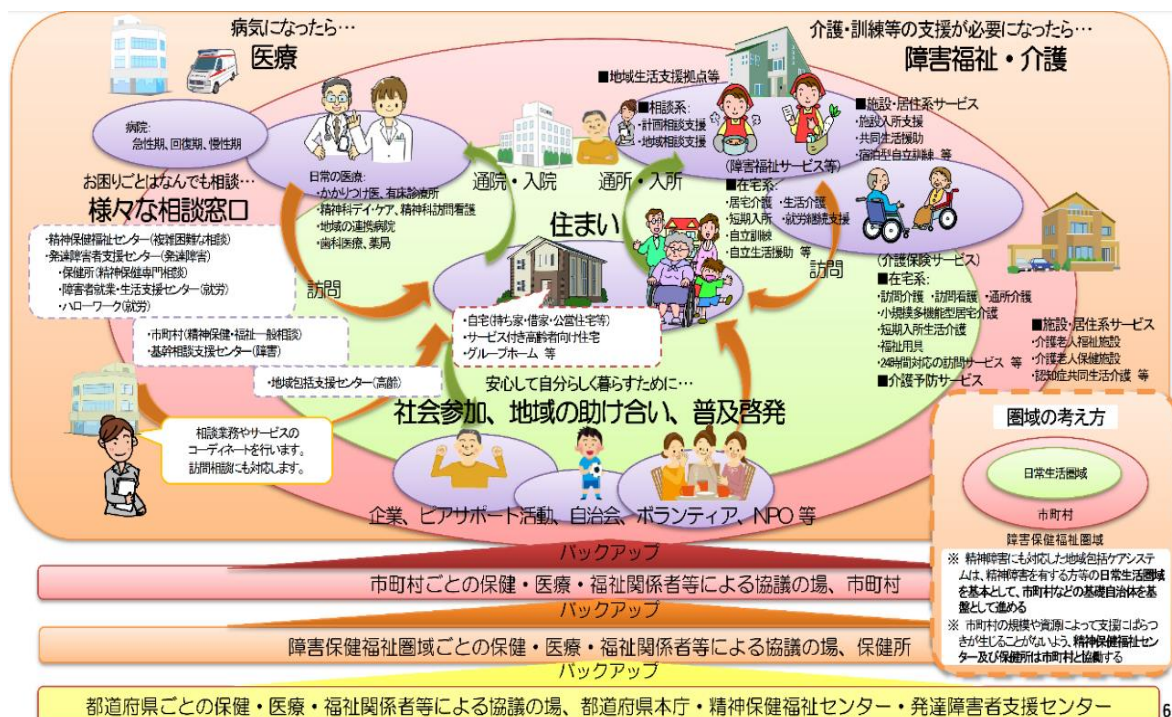 病気になったら…
医療
病院:
急性期、回復期、慢性期
日常の医療:
・かかりつけ医、有床診療所
・精神科デイ・ケア、精神科訪問看護
・地域の連携病院
・歯科医療、薬局
通院・入院
通所・入所
訪問
介護・訓練等の支援が必要になったら…
障害福祉・介護
■地域生活支援拠点等
■相談系:
・計画相談支援
・地域相談支援
■施設・居住系サービス
・施設入所支援
・共同生活援助
・宿泊型自立訓練 等
(障害福祉サービス等)
■在宅系:
・居宅介護 ・生活介護
・短期入所 ・就労継続支援
・自立訓練
・自立生活援助 等
訪問
(介護保険サービス)
■在宅系:
・訪問介護 ・訪問看護 ・通所介護
・小規模多機能型居宅介護
・短期入所生活介護
・福祉用具
・24時間対応の訪問サービス 等
■介護予防サービス
■施設・居住系サービス
・介護老人福祉施設
・介護老人保健施設
・認知症共同生活介護 等
お困りごとはなんでも相談…
様々な相談窓口
・精神保健福祉センター(複雑困難な相談)
・発達障害者支援センター(発達障害)
・保健所(精神保健専門相談)
・障害者就業・生活支援センター(就労)
・ハローワーク(就労)
・市町村(精神保健・福祉一般相談)
・基幹相談支援センター(障害)
・地域包括支援センター(高齢)
相談業務やサービスの
コーディネートを行います。
訪問相談にも対応します。
住まい
・自宅(持ち家・借家・公営住宅等)
・サービス付き高齢者向け住宅
・グループホーム 等
安心して自分らしく暮らすために…
社会参加、地域の助け合い、普及啓発
企業、ピアサポート活動、自治会、ボランティア、NPO 等
圏域の考え方
日常生活圏域
市町村
障害保健福祉圏域
※ 精神障害にも対応した地域包括ケアシス
テムは、精神障害を有する方等の日常生活圏域
を基本として、市町村などの基礎自治体を基
盤として進める
※ 市町村の規模や資源によって支援にばらつ
きが生じることがないよう、精神保健福祉セン
ター及び保健所は市町村と協働する
バックアップ
市町村ごとの保健・医療・福祉関係者等による協議の場、市町村
バックアップ
障害保健福祉圏域ごとの保健・医療・福祉関係者等による協議の場、保健所
バックアップ
都道府県ごとの保健・医療・福祉関係者等による協議の場、都道府県本庁・精神保健福祉センター・発達障害者支援センター